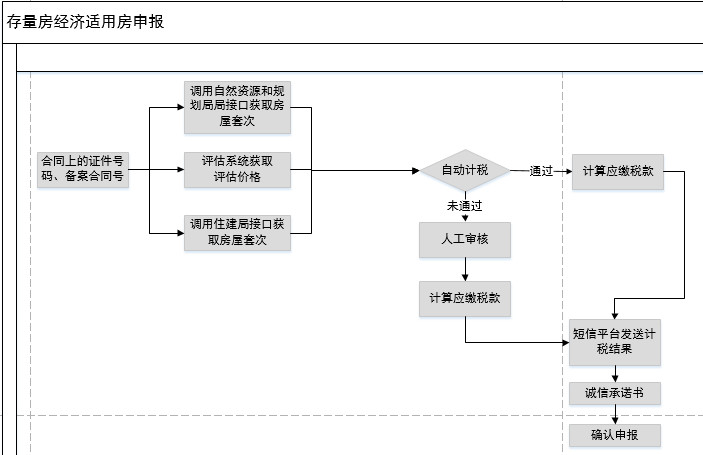 存量房经济适用房申报
调用自然资源和规
划局局接口获取房
屋套次
合同上的证件号
码、备案合同号
评估系统获取
评估价格
调用住建局接口获
取房屋套次
自动计税
通过
计算应缴税款
未通过
人工审核
计算应缴税款
短信平台发送计
税结果
诚信承诺书
确认申报